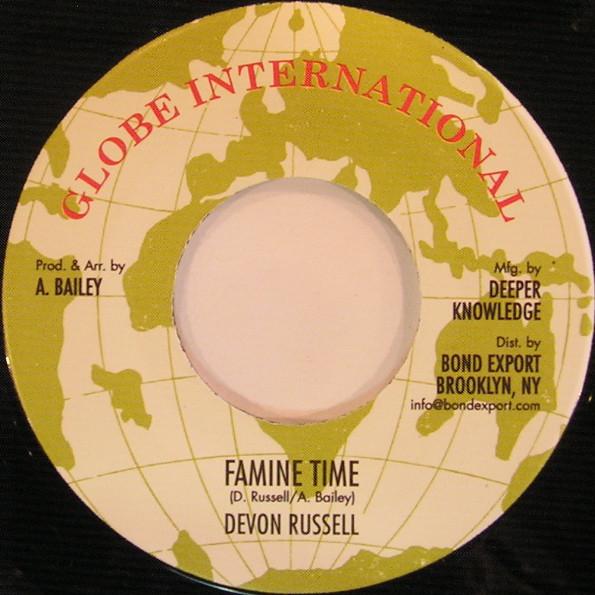 GLOBE INTERNATIONAL
Prod. & Arr. by
A. BAILEY
Mfg. by
DEEPER
KNOWLEDGE
Dist. by
BOND EXPORT
BROOKLYN, NY
info@bondexport.com
FAMINE TIME
(D. Russell/A. Bailey)
DEVON RUSSELL